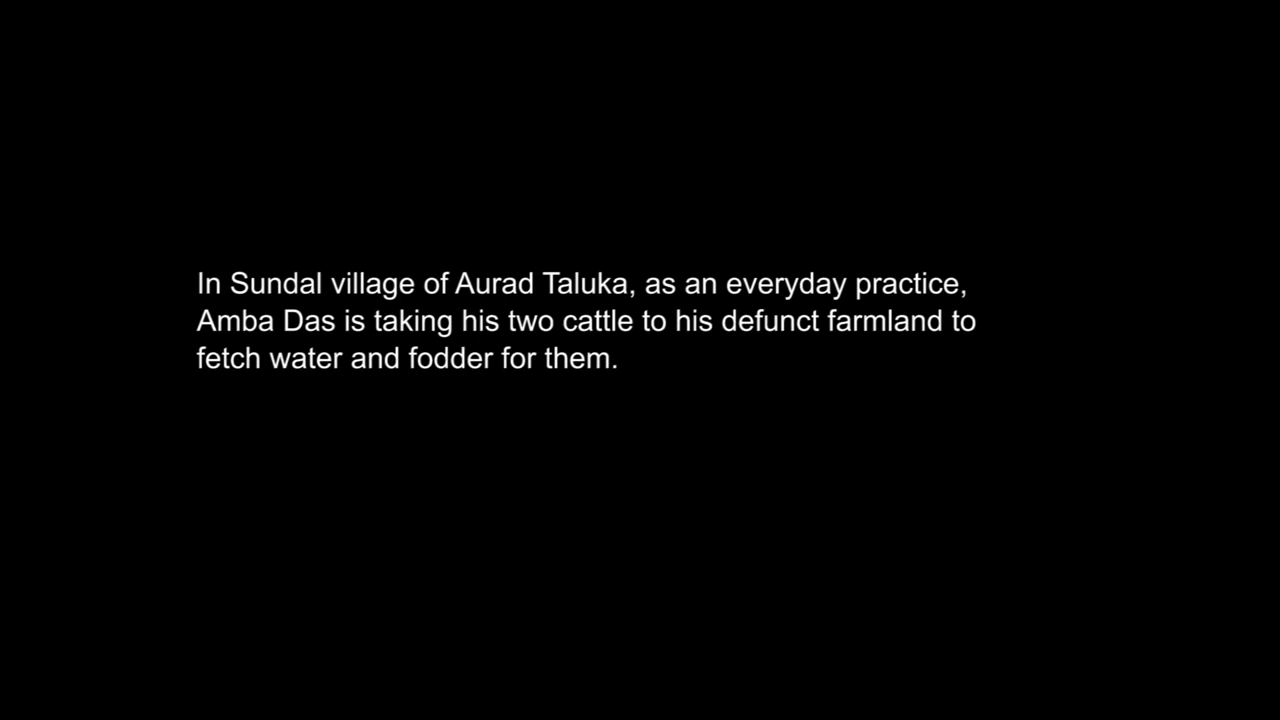 In Sundal village of Aurad Taluka, as an everyday practice,
Amba Das is taking his two cattle to his defunct farmland to
fetch water and fodder for them.